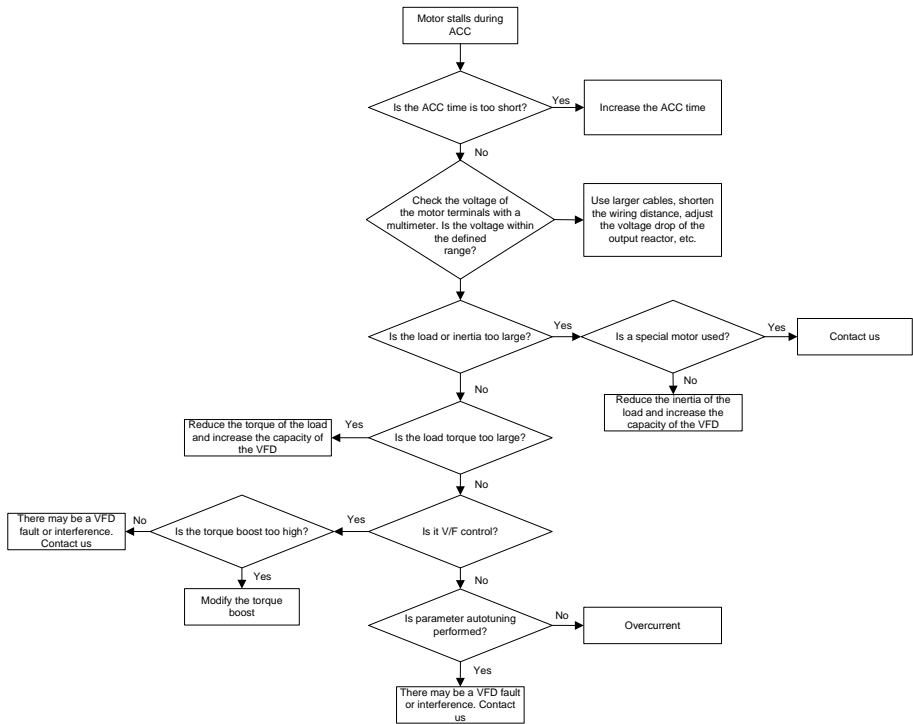 Motor stalls during
ACC
Is the ACC time is too short?
Yes
Increase the ACC time
No
Check the voltage of
the motor terminals with a
multimeter. Is the voltage within
the defined
range?
Use larger cables, shorten
the wiring distance, adjust
the voltage drop of the
output reactor, etc.
Is the load or inertia too large?
Yes
Is a special motor used?
Yes
Contact us
No
Reduce the inertia of the
load and increase the
capacity of the VFD
No
Is the load torque too large?
Yes
Reduce the torque of the load
and increase the capacity of
the VFD
No
Is it V/F control?
Yes
Is the torque boost too high?
No
There may be a VFD
fault or interference.
Contact us
Yes
Modify the torque
boost
No
Is parameter autotuning
performed?
No
Overcurrent
Yes
There may be a VFD fault
or interference. Contact
us